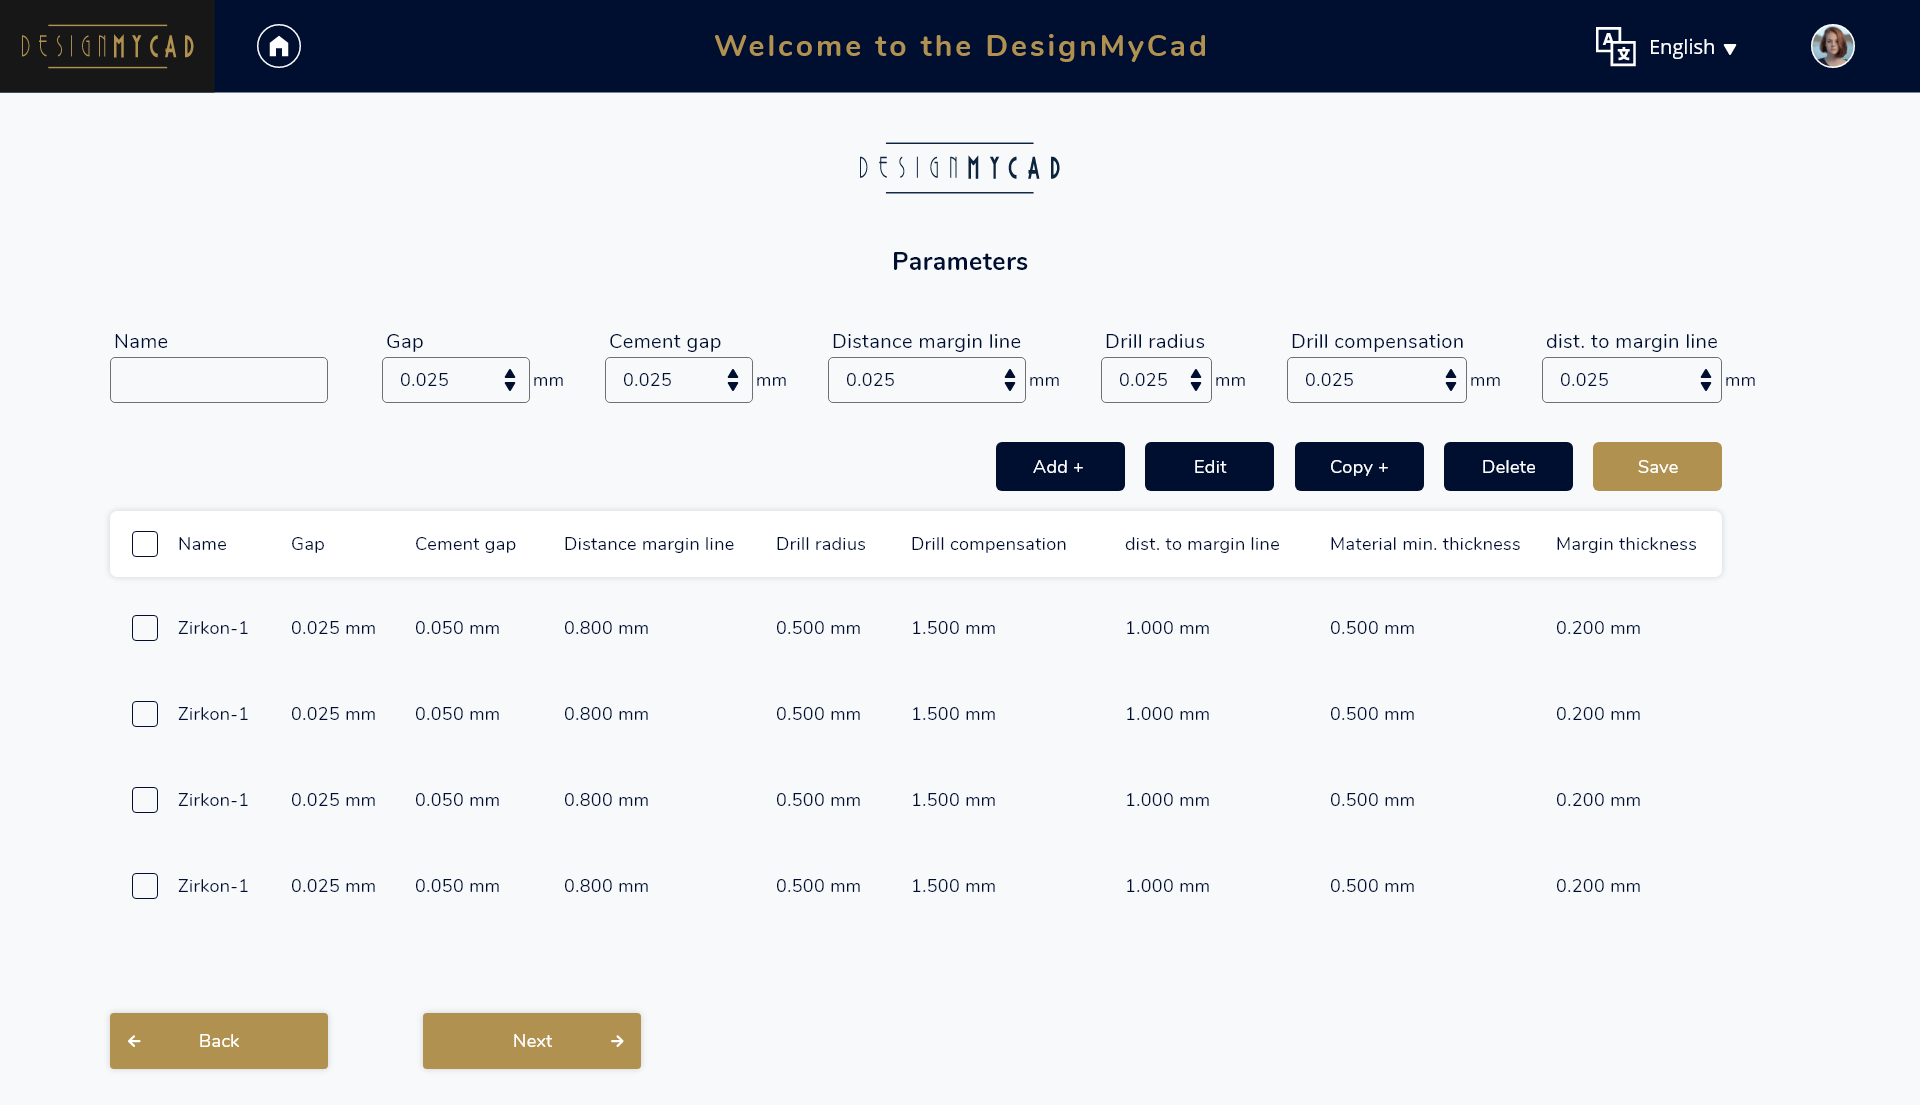 DESIGNMYCAD
Welcome to the DesignMyCad
English
DESIGNMYCAD
Parameters
Name Gap Cement gap Distance margin line Drill radius Drill compensation dist. to margin line
0.025 mm 0.025 mm 0.025 mm 0.025 mm 0.025 mm 0.025 mm
Add + Edit Copy + Delete Save
Name Gap Cement gap Distance margin line Drill radius Drill compensation dist. to margin line Material min. thickness Margin thickness
Zirkon-1 0.025 mm 0.050 mm 0.800 mm 0.500 mm 1.500 mm 1.000 mm 0.500 mm 0.200 mm
Zirkon-1 0.025 mm 0.050 mm 0.800 mm 0.500 mm 1.500 mm 1.000 mm 0.500 mm 0.200 mm
Zirkon-1 0.025 mm 0.050 mm 0.800 mm 0.500 mm 1.500 mm 1.000 mm 0.500 mm 0.200 mm
Zirkon-1 0.025 mm 0.050 mm 0.800 mm 0.500 mm 1.500 mm 1.000 mm 0.500 mm 0.200 mm
Back Next